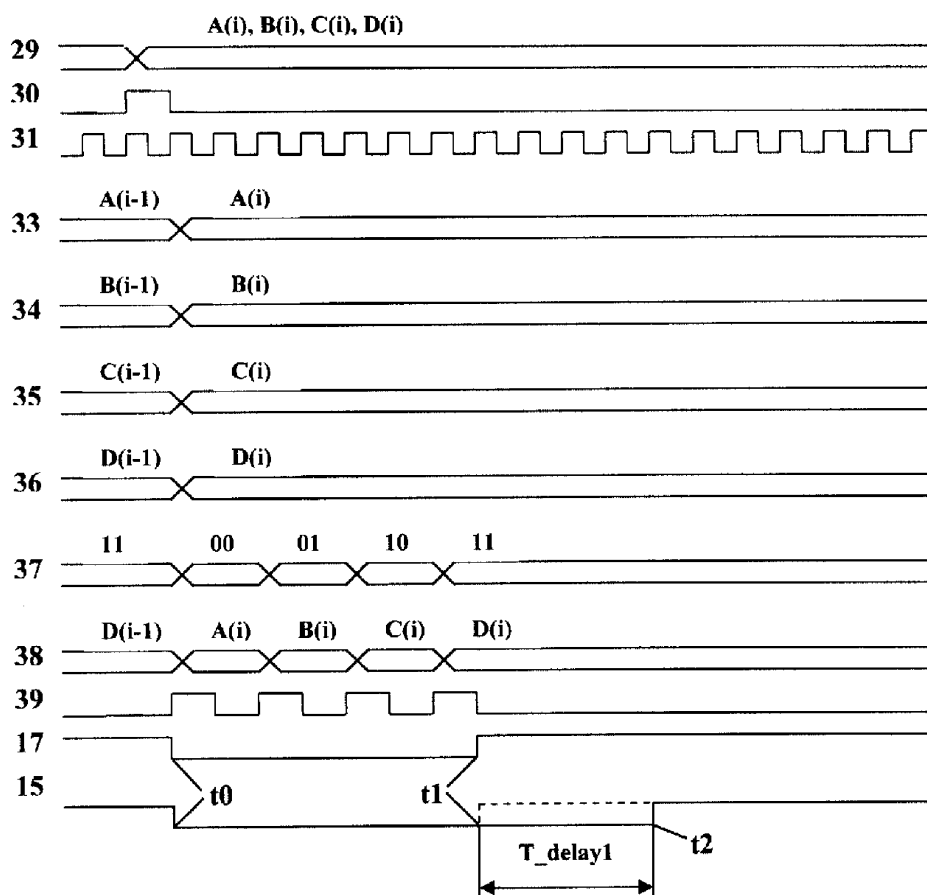 A(i), B(i), C(i), D(i)
29
30
31
A(i-1) A(i)
33
B(i-1) B(i)
34
C(i-1) C(i)
35
D(i-1) D(i)
36
11 00 01 10 11
37
D(i-1) A(i) B(i) C(i) D(i)
38
39
17
15 t0 t1
t2
T_delay1